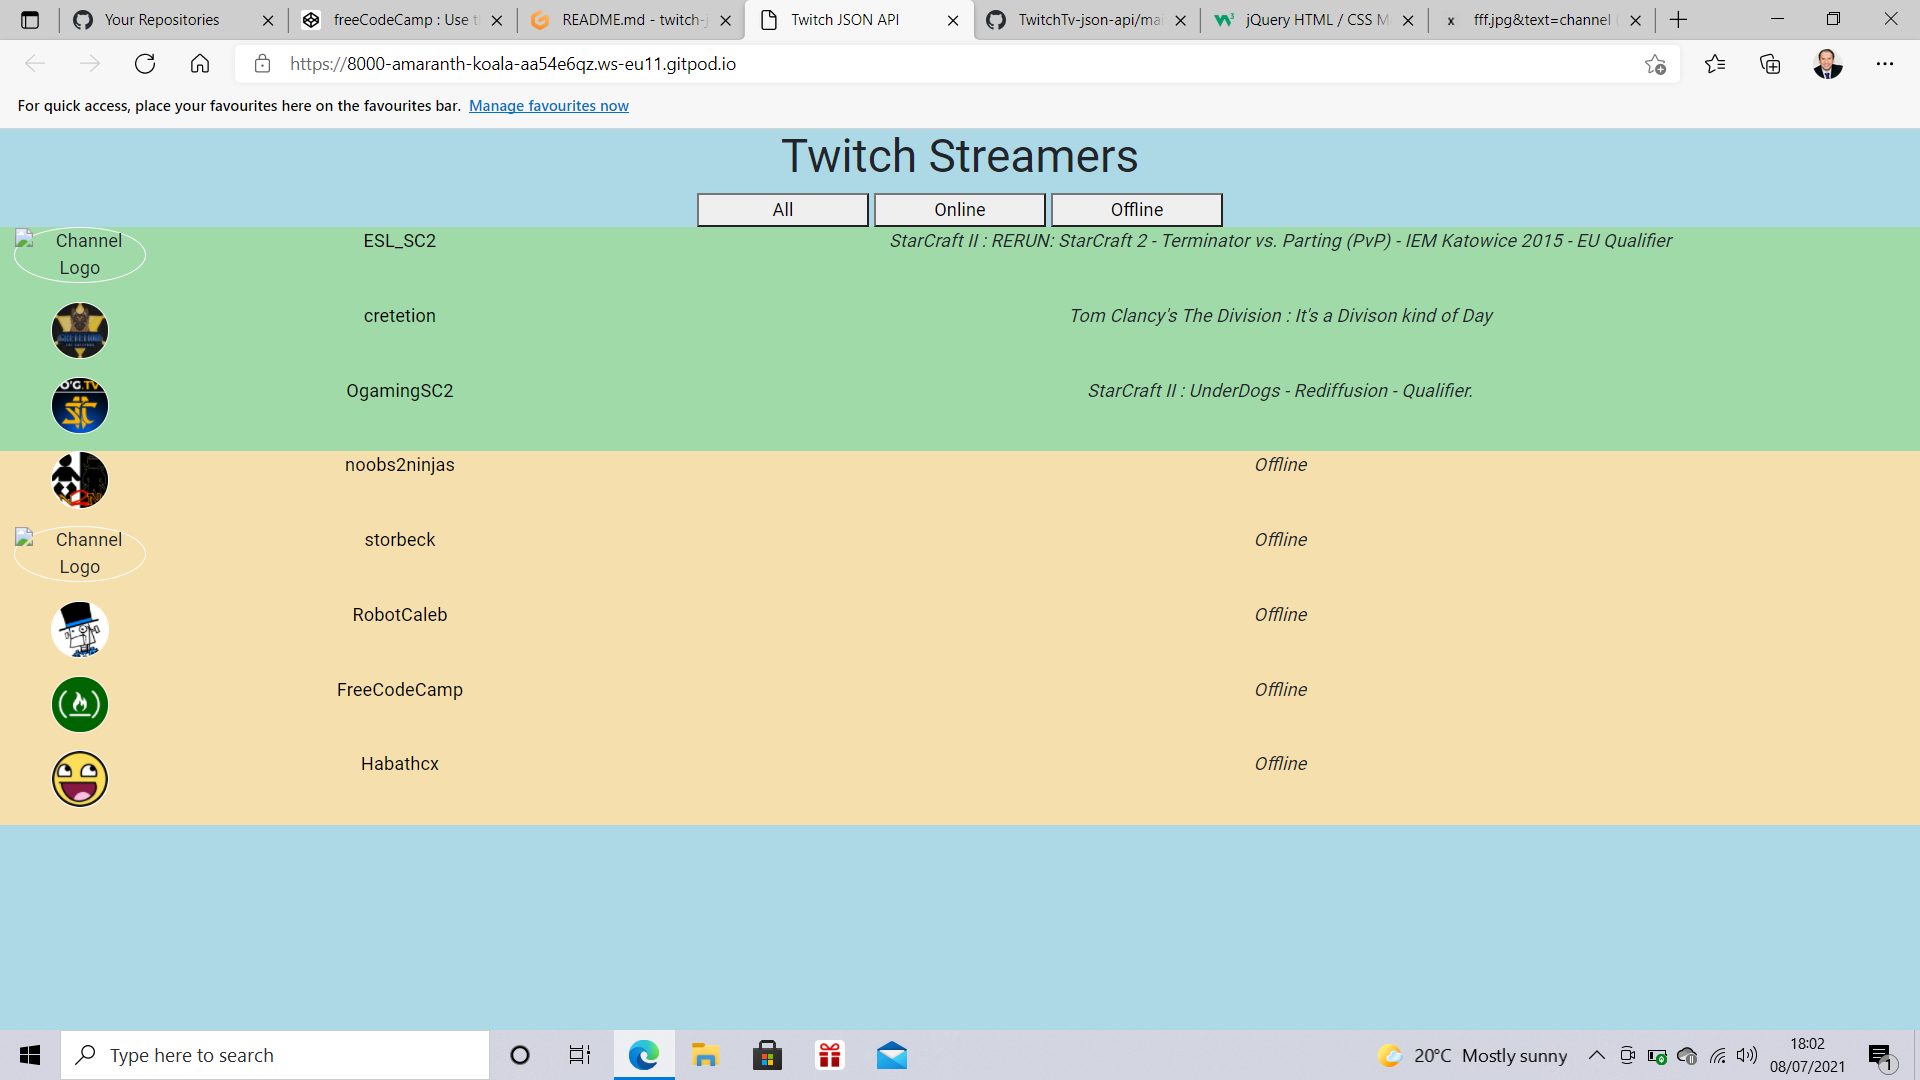 Your Repositories
freeCodeCamp : Use t
README.md - twitch-j
Twitch JSON API
TwitchTv-json-api/mai
jQuery HTML / CSS M
fff.jpg&text=channel
https://8000-amaranth-koala-aa54e6qz.ws-eu11.gitpod.io
For quick access, place your favourites here on the favourites bar. Manage favourites now
Twitch Streamers
All Online Offline
Channel Logo ESL_SC2 StarCraft II : RERUN: StarCraft 2 - Terminator vs. Parting (PvP) - IEM Katowice 2015 - EU Qualifier
cretetion Tom Clancy's The Division : It's a Divison kind of Day
O'G.TV OgamingSC2 StarCraft II : UnderDogs - Rediffusion - Qualifier.
noobs2ninjas Offline
Channel Logo storbeck Offline
RobotCaleb Offline
FreeCodeCamp Offline
Habathcx Offline
Type here to search
20°C Mostly sunny
18:02
08/07/2021
1